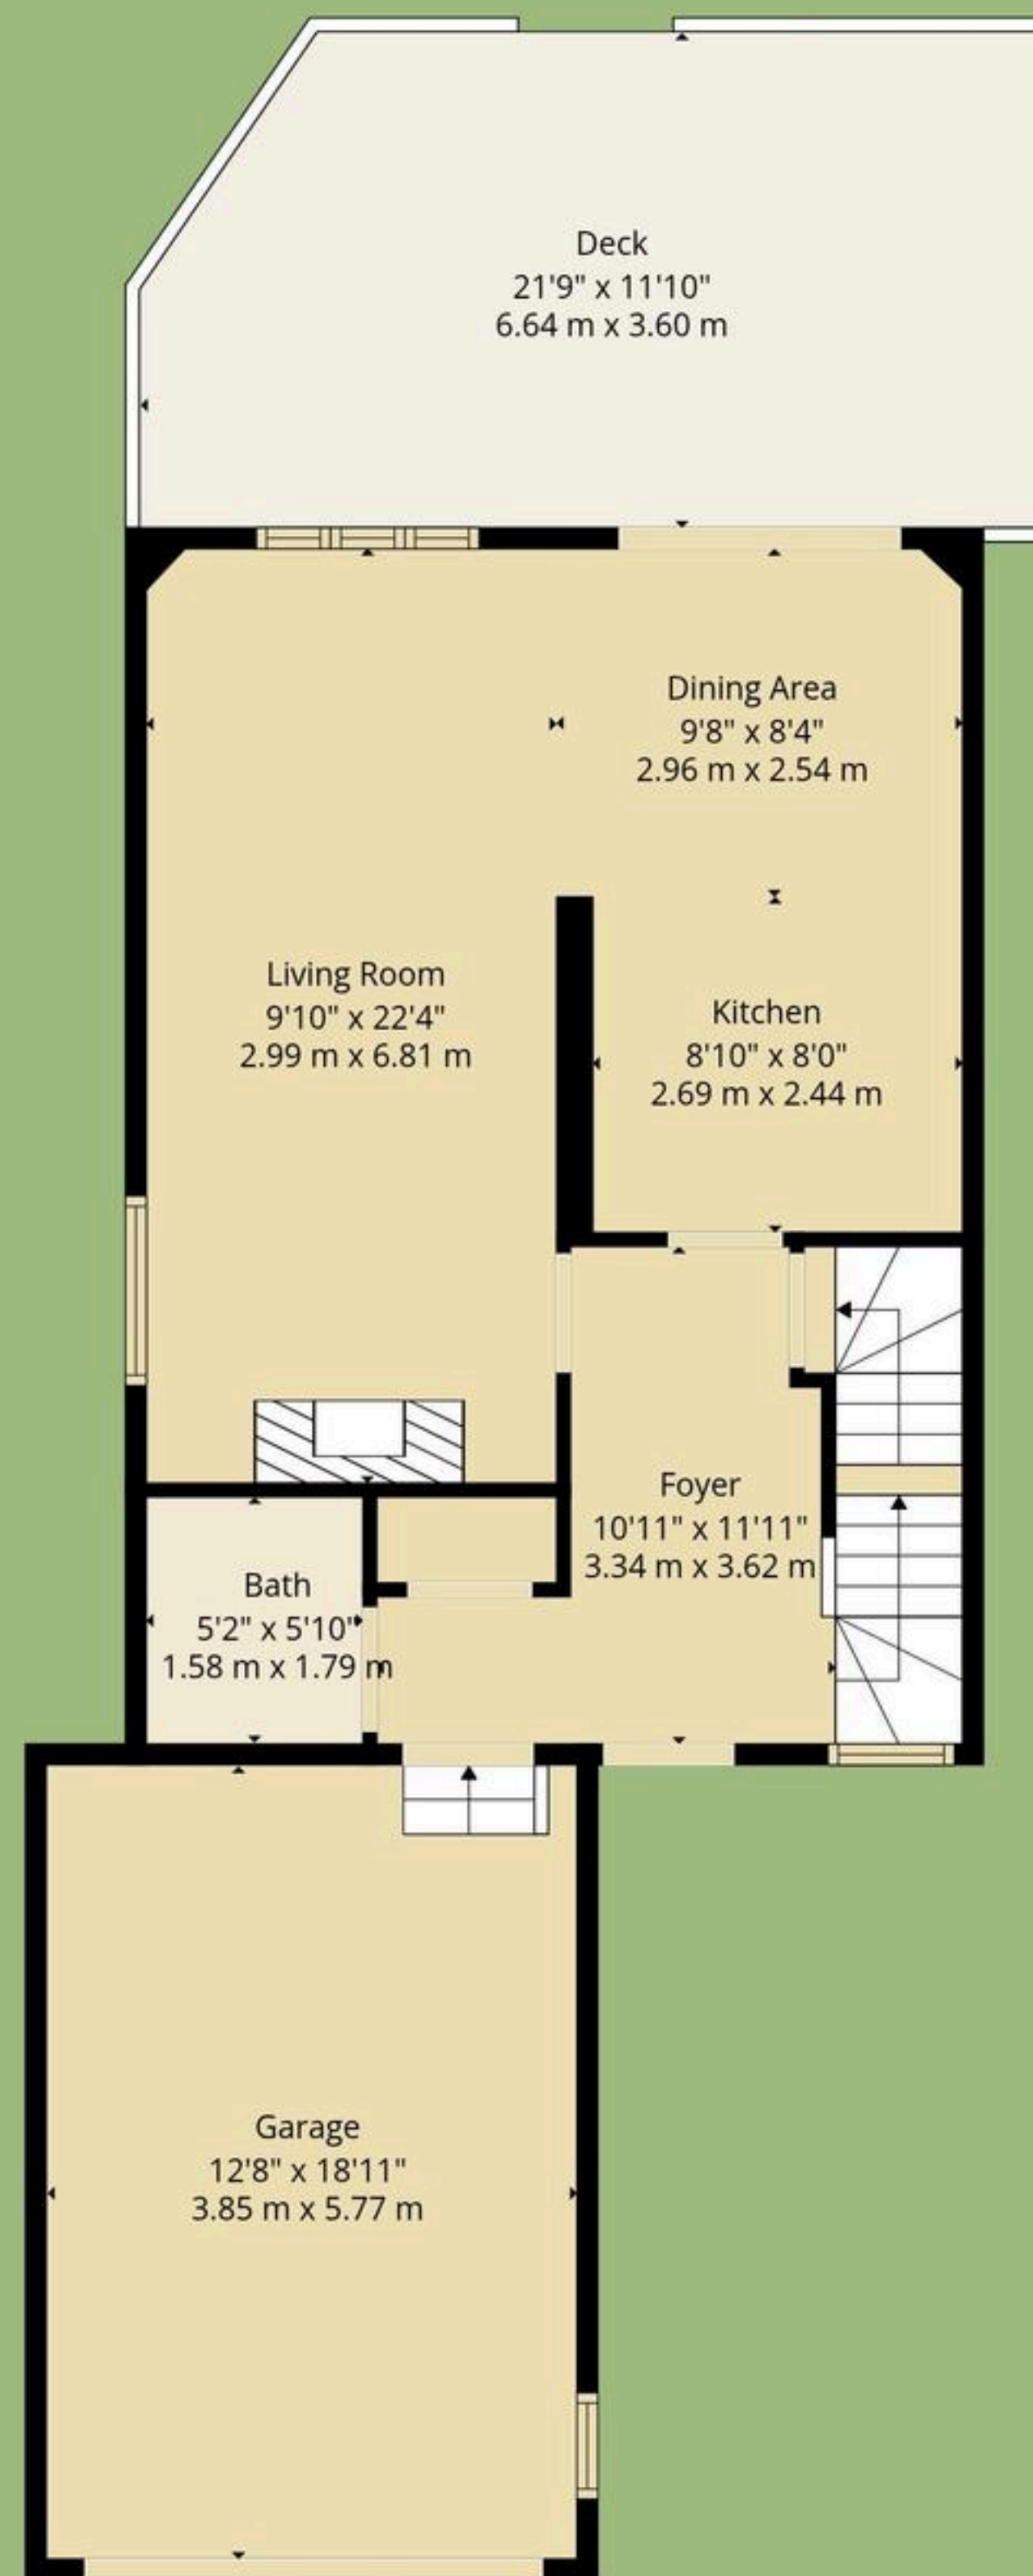 Deck
21'9" x 11'10"
6.64 m x 3.60 m
Dining Area
9'8" x 8'4"
2.96 m x 2.54 m
Living Room
9'10" x 22'4"
2.99 m x 6.81 m
Kitchen
8'10" x 8'0"
2.69 m x 2.44 m
Foyer
10'11" x 11'11"
3.34 m x 3.62 m
Bath
5'2" x 5'10"
1.58 m x 1.79 m
Garage
12'8" x 18'11"
3.85 m x 5.77 m